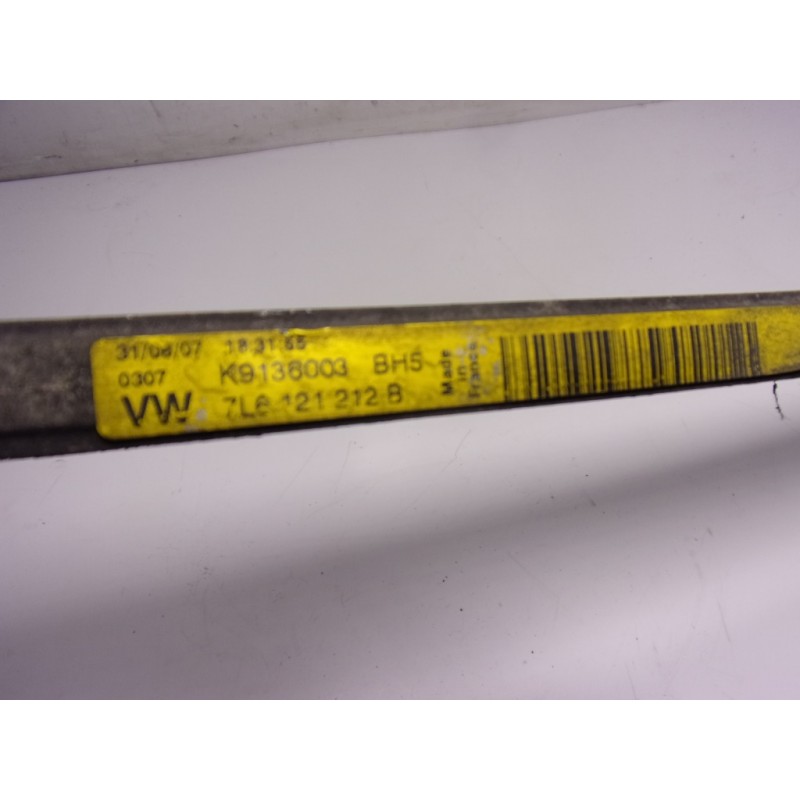 31/08/07 18:31:55
0307 K9136003 BH5
VW 7L6 121 212 B
Made
in
France